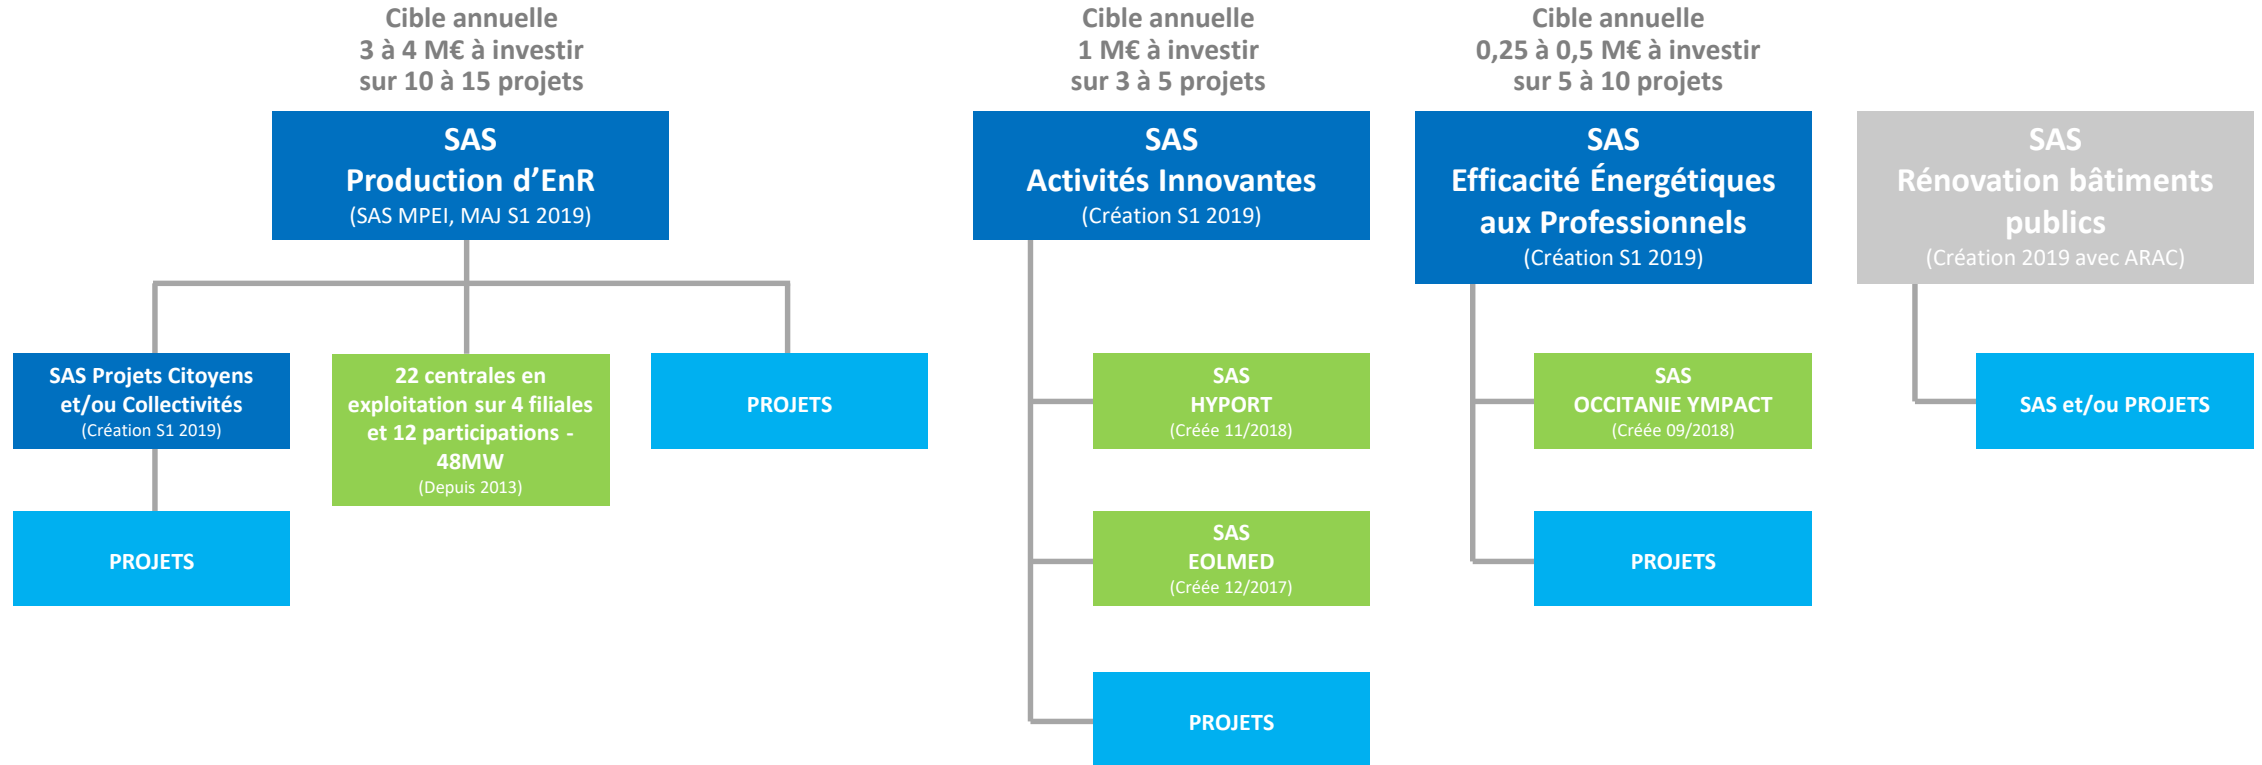 Cible annuelle
3 à 4 M€ à investir
sur 10 à 15 projets
SAS
Production d’EnR
(SAS MPEI, MAJ S1 2019)
SAS Projets Citoyens
et/ou Collectivités
(Création S1 2019)
PROJETS
22 centrales en
exploitation sur 4 filiales
et 12 participations -
48MW
(Depuis 2013)
PROJETS
Cible annuelle
1 M€ à investir
sur 3 à 5 projets
SAS
Activités Innovantes
(Création S1 2019)
SAS
HYPORT
(Créée 11/2018)
SAS
EOLMED
(Créée 12/2017)
PROJETS
Cible annuelle
0,25 à 0,5 M€ à investir
sur 5 à 10 projets
SAS
Efficacité Énergétiques
aux Professionnels
(Création S1 2019)
SAS
OCCITANIE YMPACT
(Créée 09/2018)
PROJETS
SAS
Rénovation bâtiments
publics
(Création 2019 avec ARAC)
SAS et/ou PROJETS